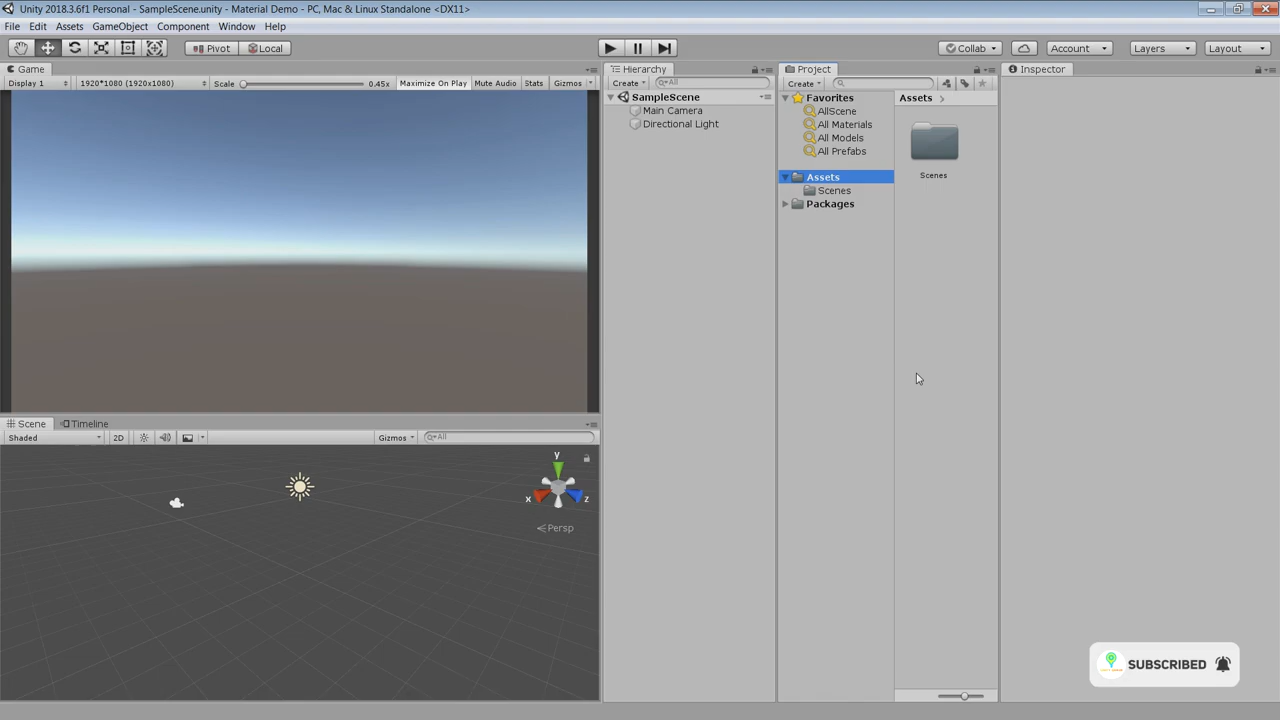 Unity 2018.3.6f1 Personal - SampleScene.unity - Material Demo - PC, Mac & Linux Standalone <DX11>
File Edit Assets GameObject Component Window Help
Pivot Local Collab Account Layers Layout
Game Hierarchy Project Inspector
Display 1 1920*1080 (1920x1080) Scale 0.45x Maximize On Play Mute Audio Stats Gizmos Create All Create
SampleScene Favorites Assets
Main Camera AllScene
Directional Light All Materials
All Models
All Prefabs
Scenes
Assets
Scenes
Packages
Scene Timeline
Shaded 2D Gizmos All
y
x z
Persp
SUBSCRIBED